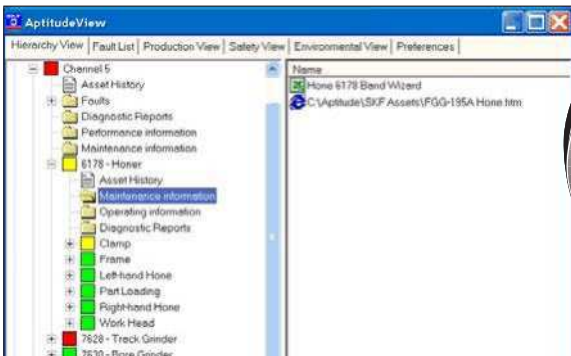 AptitudeView
Hierarchy View Fault List Production View Safety View Environmental View Preferences
Channel 5
Asset History
Faults
Diagnostic Reports
Performance information
Maintenance information
6178 - Honer
Asset History
Maintenance information
Operating information
Diagnostic Reports
Clamp
Frame
Left-hand Hone
Part Loading
Right-hand Hone
Work Head
7628 - Track Grinder
7630 - Bore Grinder
Name
Hone 6178 Band Wizard
C:\Aptitude\SKF Assets\FGG-195A Hone.htm